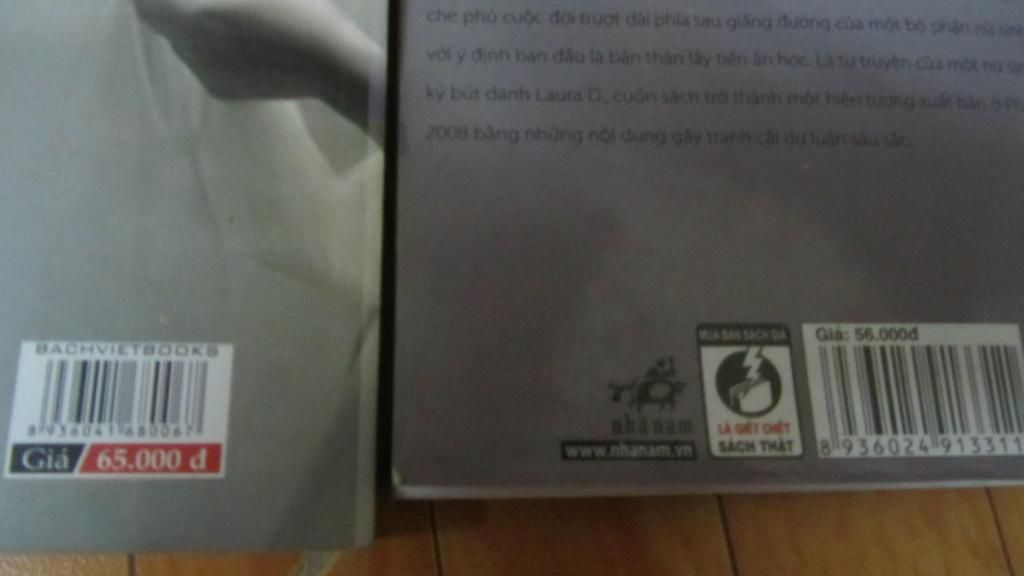 che phủ cuộc đời trượt dài phía sau giảng đường của một bộ phận nữ sinh
với ý định ban đầu là bán thân lấy tiền ăn học. Là tự truyện của một nữ sin
ký bút danh Laura D., cuốn sách trở thành một hiện tượng xuất bản ở Ph
2008 bằng những nội dung gây tranh cãi dư luận sâu sắc.
BACHVIETBOOKS
8 936041 680067
Giá 65.000 đ
nhã nam
www.nhanam.vn
MUA BÁN SÁCH GIẢ
LÀ GIẾT CHẾT
SÁCH THẬT
Giá: 56.000đ
8 936024 913311